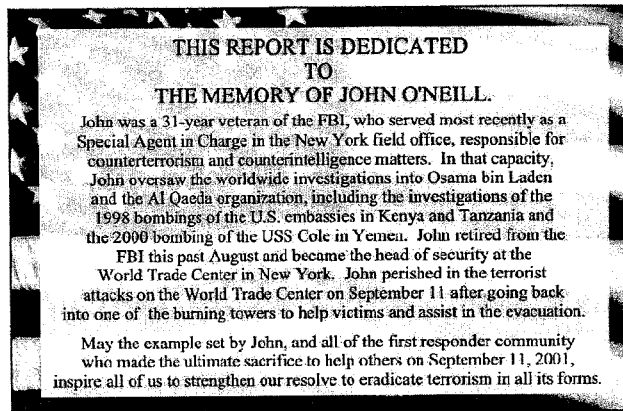 THIS REPORT IS DEDICATED
TO
THE MEMORY OF JOHN O'NEILL.
John was a 31-year veteran of the FBI, who served most recently as a
Special Agent in Charge in the New York field office, responsible for
counterterrorism and counterintelligence matters. In that capacity,
John oversaw the worldwide investigations into Osama bin Laden
and the Al Qaeda organization, including the investigations of the
1998 bombings of the U.S. embassies in Kenya and Tanzania and
the 2000 bombing of the USS Cole in Yemen. John retired from the
FBI this past August and became the head of security at the
World Trade Center in New York. John perished in the terrorist
attacks on the World Trade Center on September 11 after going back
into one of the burning towers to help victims and assist in the evacuation.
May the example set by John, and all of the first responder community
who made the ultimate sacrifice to help others on September 11, 2001,
inspire all of us to strengthen our resolve to eradicate terrorism in all its forms.